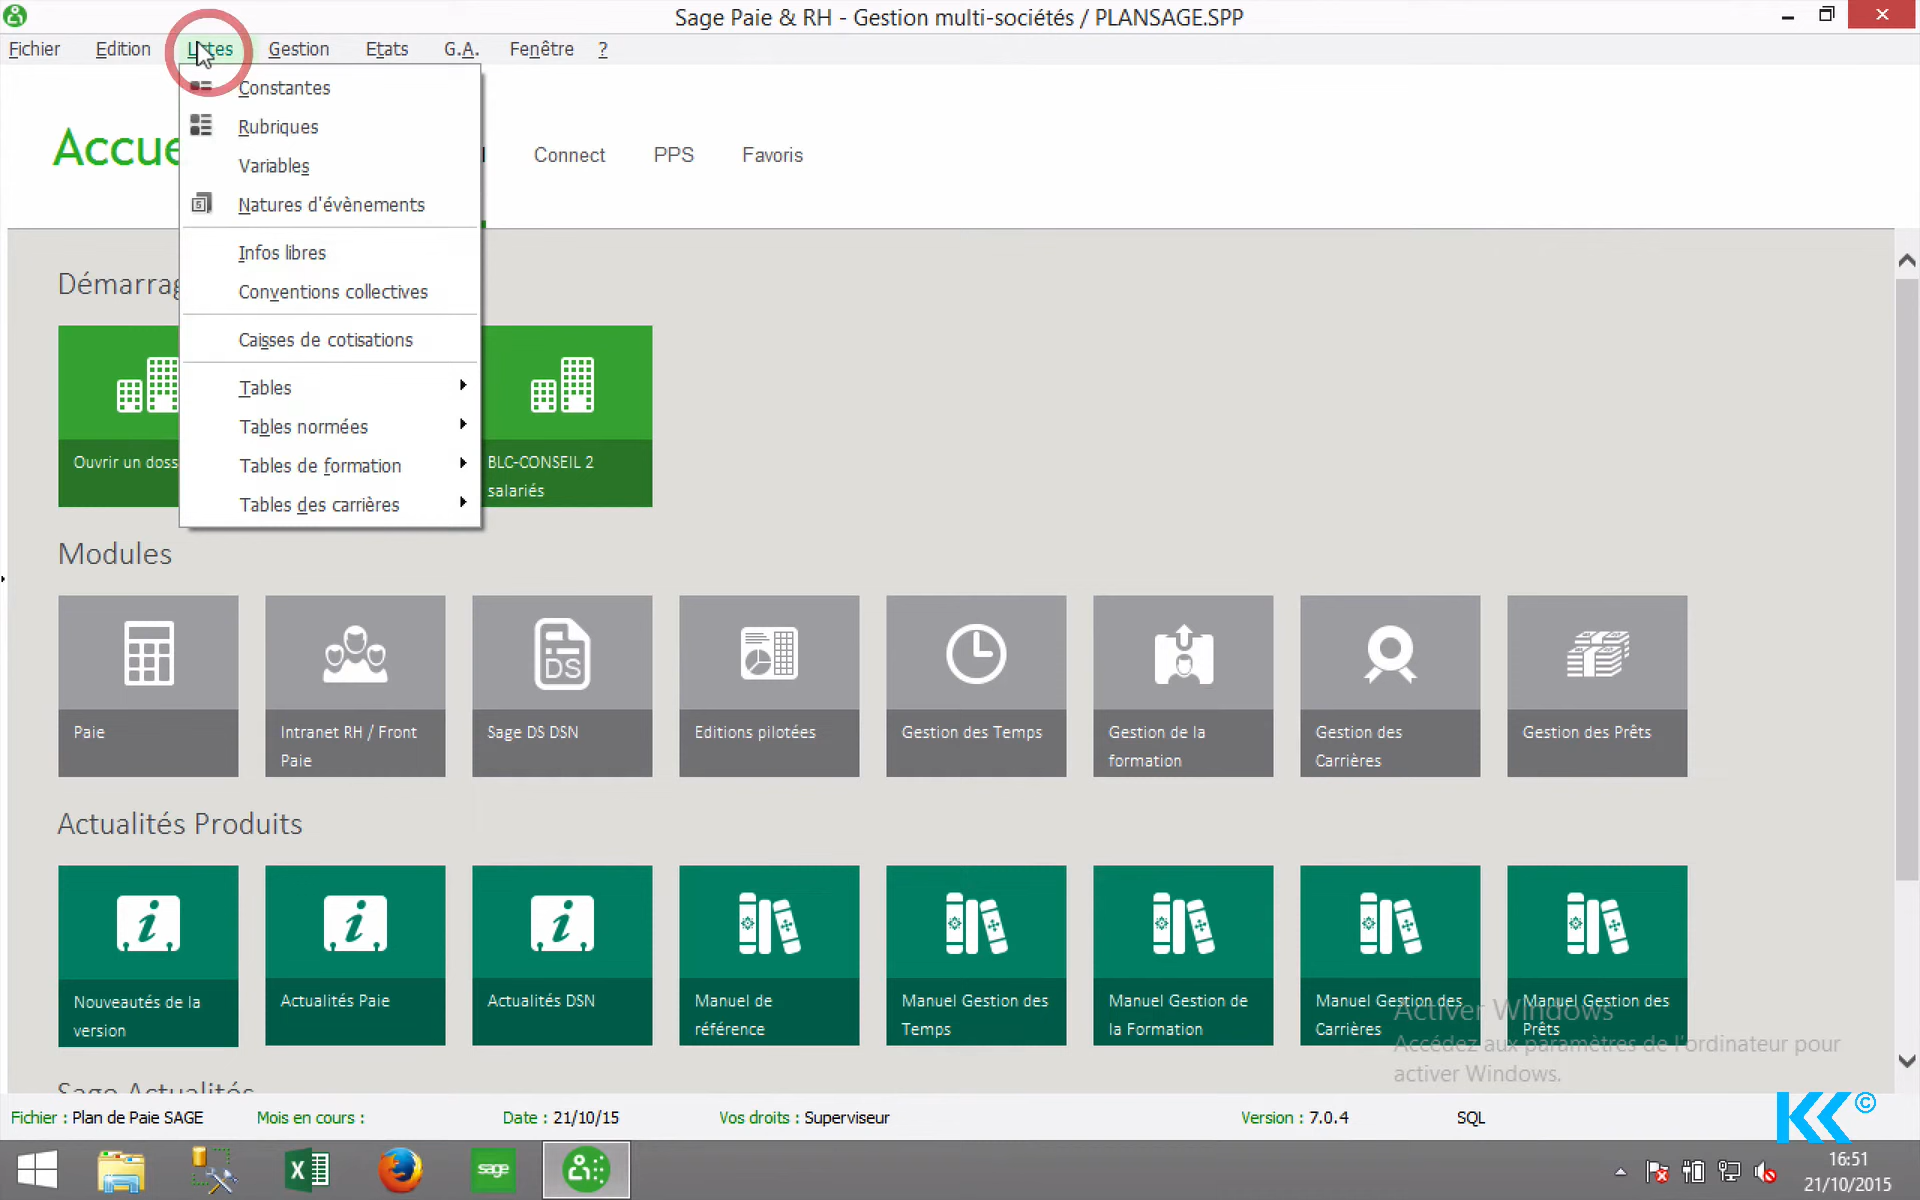 Sage Paie & RH - Gestion multi-sociétés / PLANSAGE.SPP
Fichier Edition Listes Gestion Etats G.A. Fenêtre ?
Constantes
Rubriques
Variables
Natures d'évènements
Infos libres
Conventions collectives
Caisses de cotisations
Tables
Tables normées
Tables de formation
Tables des carrières
Connect PPS Favoris
Ouvrir un doss
BLC-CONSEIL 2
salariés
Modules
Paie
Intranet RH / Front
Paie
Sage DS DSN
Editions pilotées
Gestion des Temps
Gestion de la
formation
Gestion des
Carrières
Gestion des Prêts
Actualités Produits
Nouveautés de la
version
Actualités Paie
Actualités DSN
Manuel de
référence
Manuel Gestion des
Temps
Manuel Gestion de
la Formation
Manuel Gestion des
Carrières
Manuel Gestion des
Prêts
Activer Windows
Accédez aux paramètres de l'ordinateur pour
activer Windows.
Sage Actualités
Fichier : Plan de Paie SAGE Mois en cours : Date : 21/10/15 Vos droits : Superviseur Version : 7.0.4 SQL
KK©
sage
16:51
21/10/2015